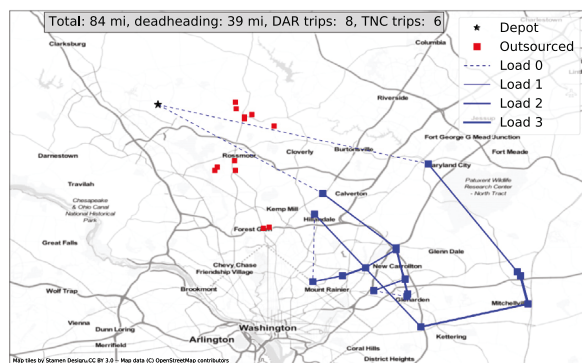 Total: 84 mi, deadheading: 39 mi, DAR trips: 8, TNC trips: 6
Depot
Outsourced
Load 0
Load 1
Load 2
Load 3
Clarksburg
Columbia
Riverside
Fort George G Mead Junction
Fort Meade
Darnestown
Rossmoor
Cloverly
Burtonsville
Maryland City
Travilah
Chesapeake
& Ohio Canal
National Historical
Park
Patuxent Wildlife
Research Center
- North Tract
Calverton
Kemp Mill
Hillandale
Great Falls
Forest Glen
Chevy Chase
Friendship Village
Glenn Dale
New Carrollton
Wolf Trap
Brookmont
Mount Rainier
Glenarden
Mitchellville
Vienna
Dunn Loring
Merrifield
Washington
Arlington
Kettering
Coral Hills
District Heights
Map tiles by Stamen Design, CC BY 3.0 -- Map data (C) OpenStreetMap contributors